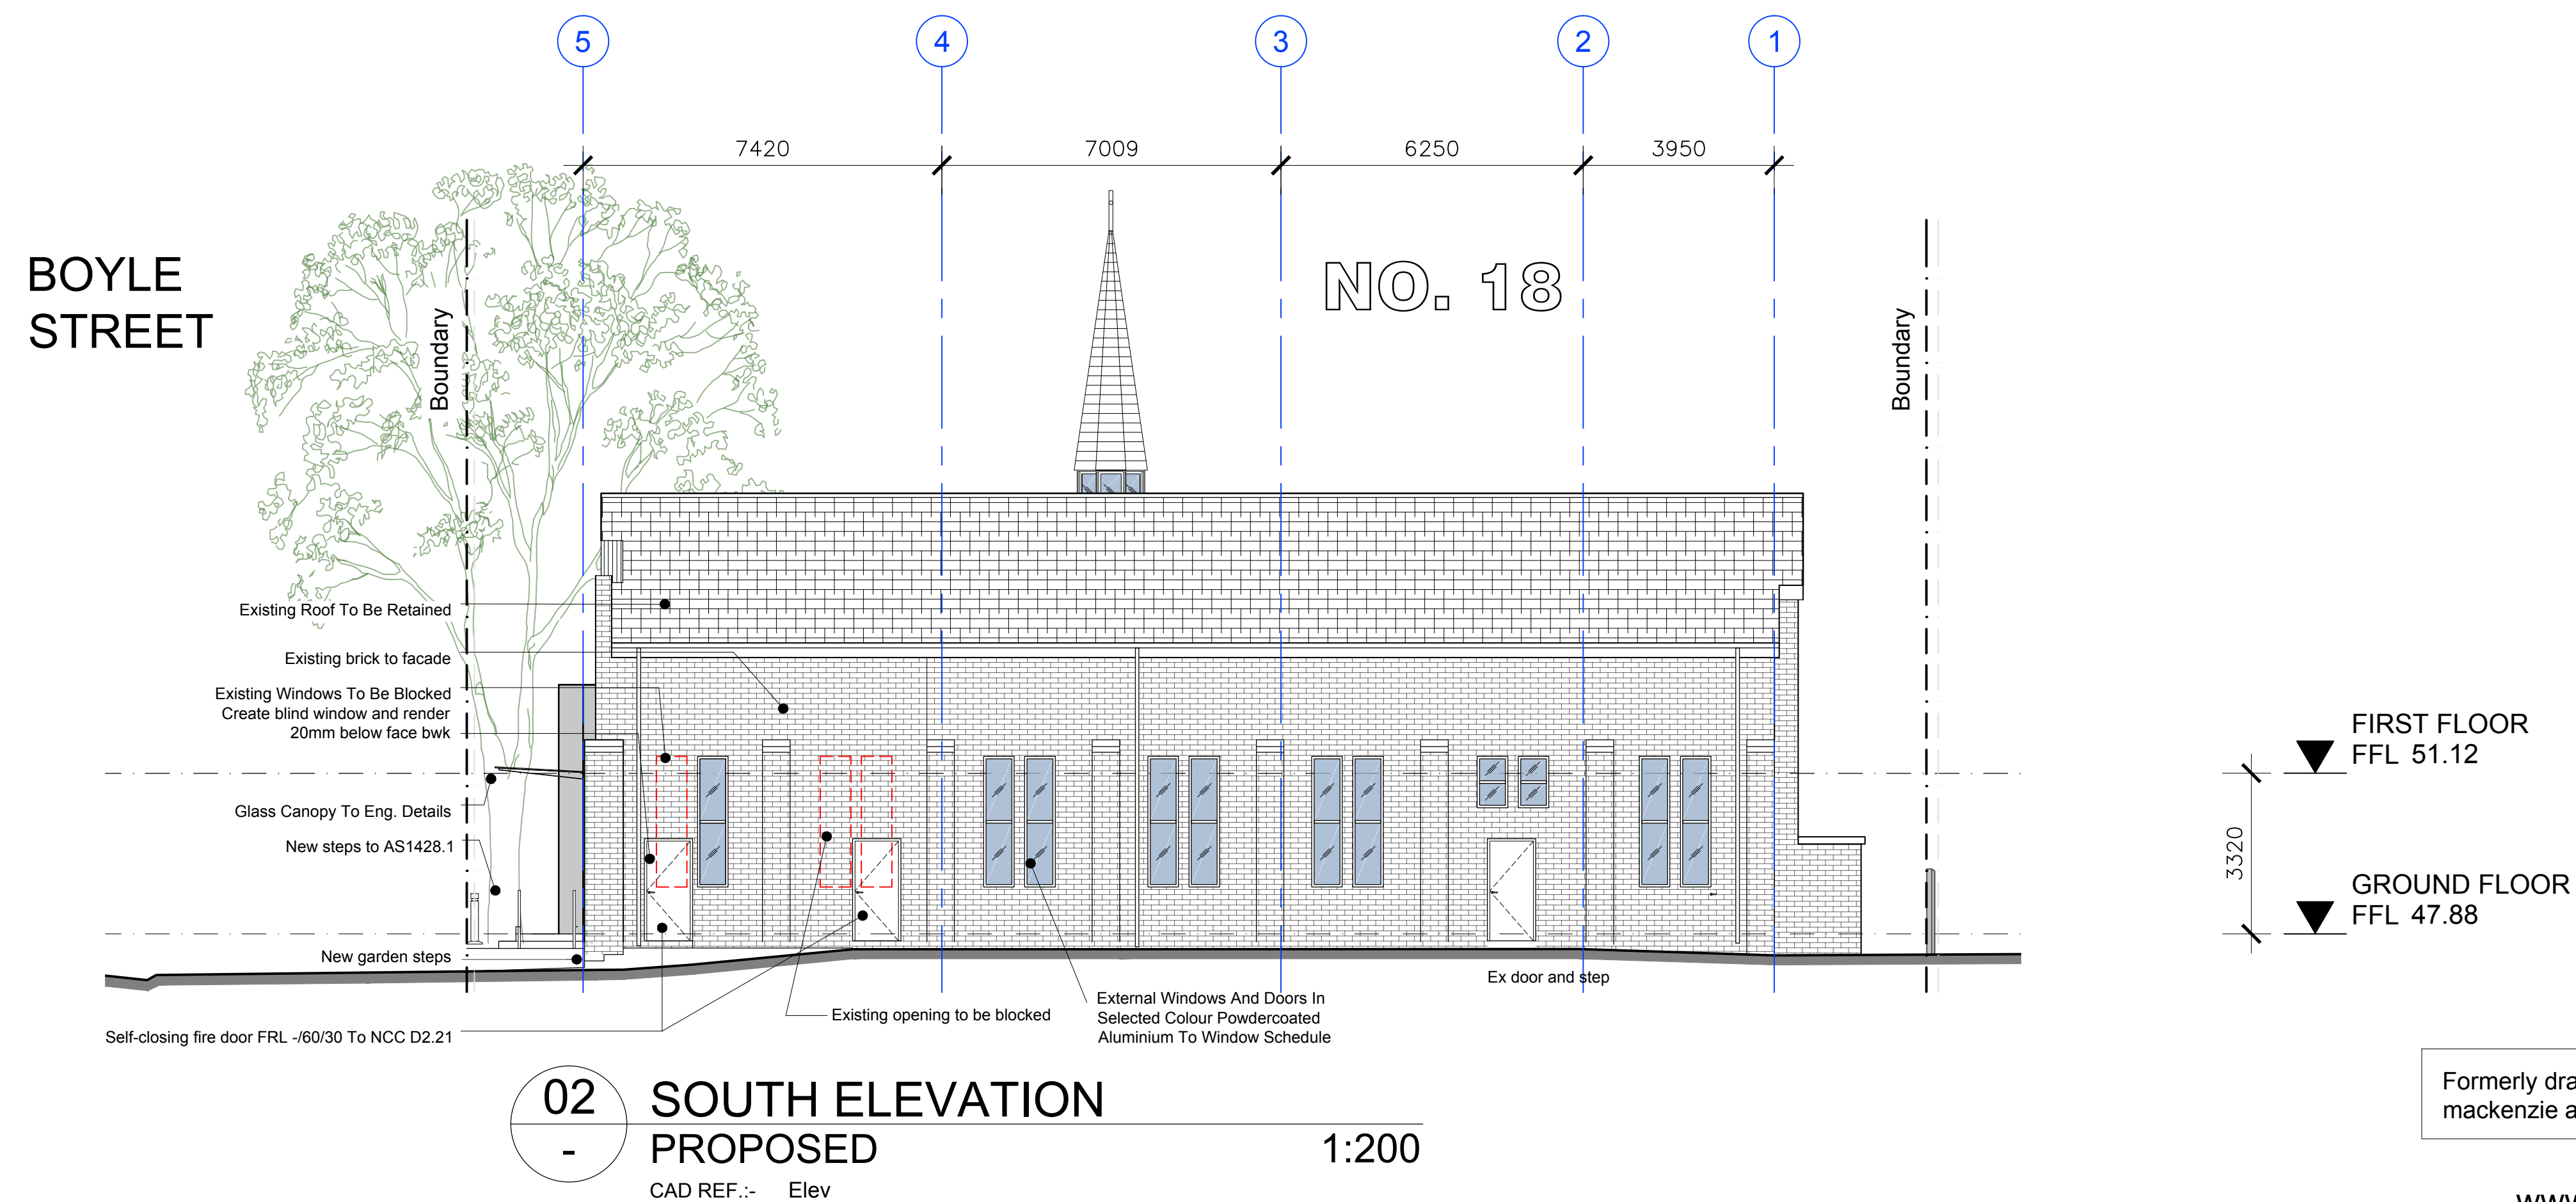 5
4
3
2
1
7420
7009
6250
3950
BOYLE
STREET
NO. 18
Boundary
Boundary
Existing Roof To Be Retained
Existing brick to facade
Existing Windows To Be Blocked
Create blind window and render
20mm below face bwk
Glass Canopy To Eng. Details
New steps to AS1428.1
New garden steps
Self-closing fire door FRL -/60/30 To NCC D2.21
Existing opening to be blocked
External Windows And Doors In
Selected Colour Powdercoated
Aluminium To Window Schedule
Ex door and step
FIRST FLOOR
FFL 51.12
3320
GROUND FLOOR
FFL 47.88
02
-
SOUTH ELEVATION
PROPOSED
1:200
CAD REF.:- Elev
Formerly dra
mackenzie a
www